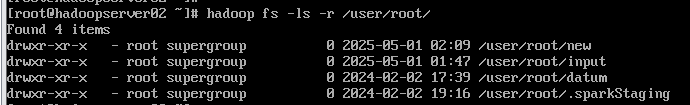 [root@hadoopserver02 ~]# hadoop fs -ls -r /user/root/
Found 4 items
drwxr-xr-x - root supergroup 0 2025-05-01 02:09 /user/root/new
drwxr-xr-x - root supergroup 0 2025-05-01 01:47 /user/root/input
drwxr-xr-x - root supergroup 0 2024-02-02 17:39 /user/root/datum
drwxr-xr-x - root supergroup 0 2024-02-02 19:16 /user/root/.sparkStaging